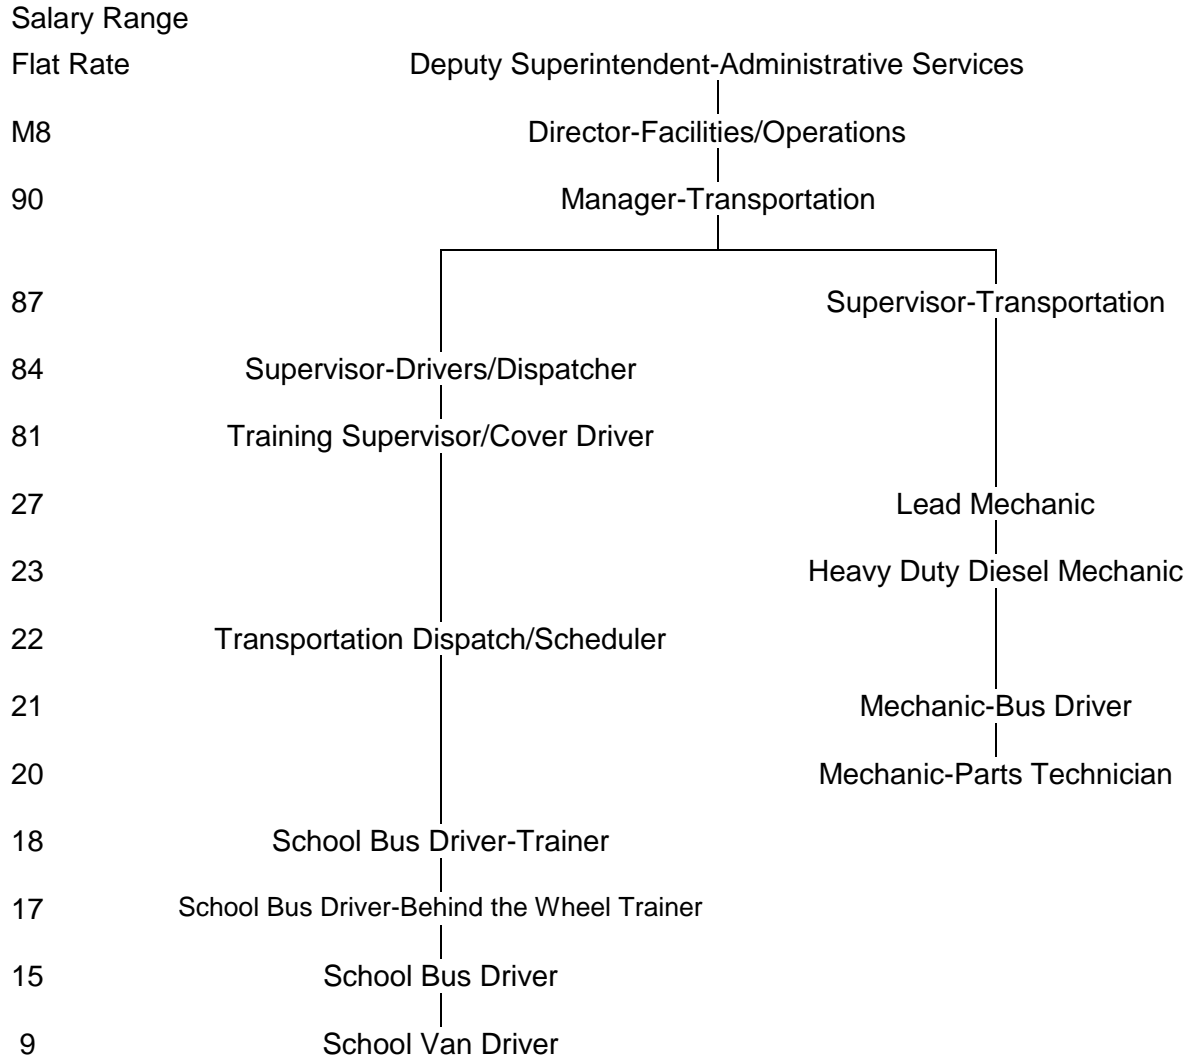 Salary Range
Flat Rate Deputy Superintendent-Administrative Services
M8 Director-Facilities/Operations
90 Manager-Transportation
87 Supervisor-Transportation
84 Supervisor-Drivers/Dispatcher
81 Training Supervisor/Cover Driver
27 Lead Mechanic
23 Heavy Duty Diesel Mechanic
22 Transportation Dispatch/Scheduler
21 Mechanic-Bus Driver
20 Mechanic-Parts Technician
18 School Bus Driver-Trainer
17 School Bus Driver-Behind the Wheel Trainer
15 School Bus Driver
9 School Van Driver